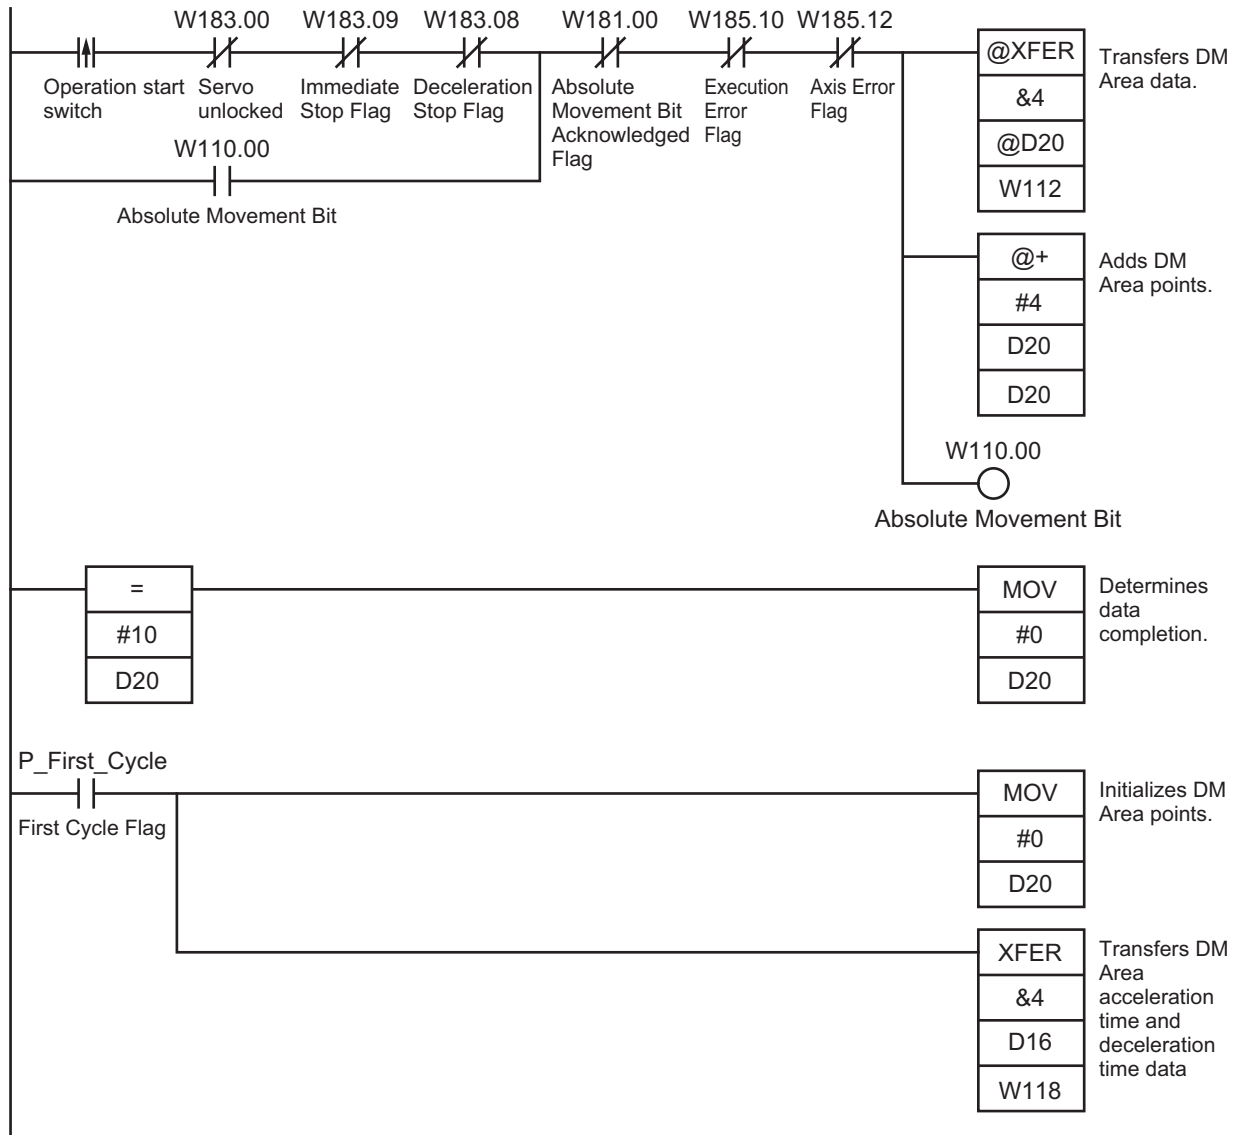 W183.00 W183.09 W183.08 W181.00 W185.10 W185.12
Operation start switch
Servo unlocked
Immediate Stop Flag
Deceleration Stop Flag
Absolute Movement Bit Acknowledged Flag
Execution Error Flag
Axis Error Flag
@XFER
&4
@D20
W112
Transfers DM
Area data.
W110.00
Absolute Movement Bit
@+
#4
D20
D20
Adds DM
Area points.
W110.00
Absolute Movement Bit
=
#10
D20
MOV
#0
D20
Determines
data
completion.
P_First_Cycle
First Cycle Flag
MOV
#0
D20
Initializes DM
Area points.
XFER
&4
D16
W118
Transfers DM
Area
acceleration
time and
deceleration
time data